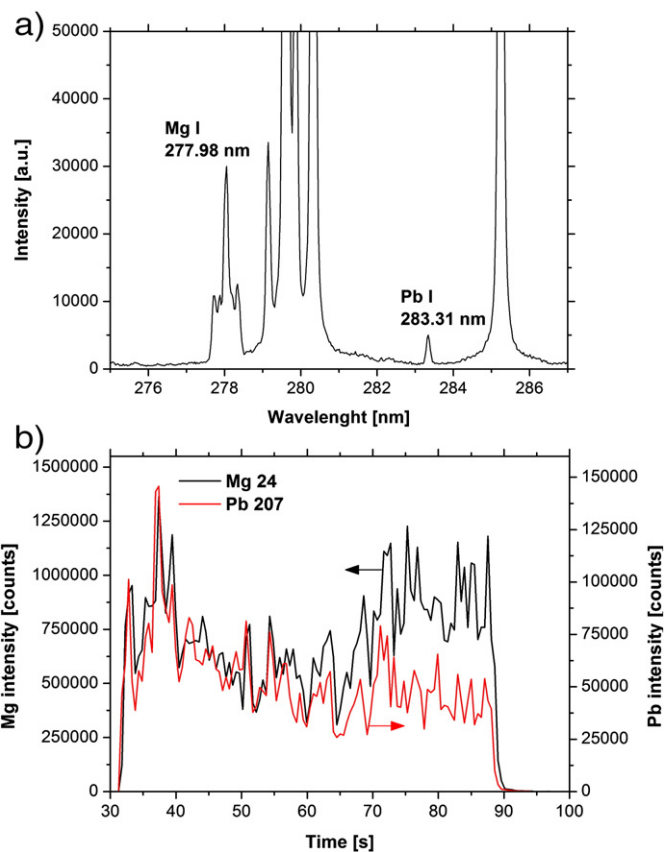 a)
50000
40000
30000
20000
10000
0
Intensity [a.u.]
Mg I
277.98 nm
Pb I
283.31 nm
276 278 280 282 284 286
Wavelenght [nm]
b)
1500000
1250000
1000000
750000
500000
250000
0
Mg intensity [counts]
Mg 24
Pb 207
150000
125000
100000
75000
50000
25000
0
Pb intensity [counts]
30 40 50 60 70 80 90 100
Time [s]